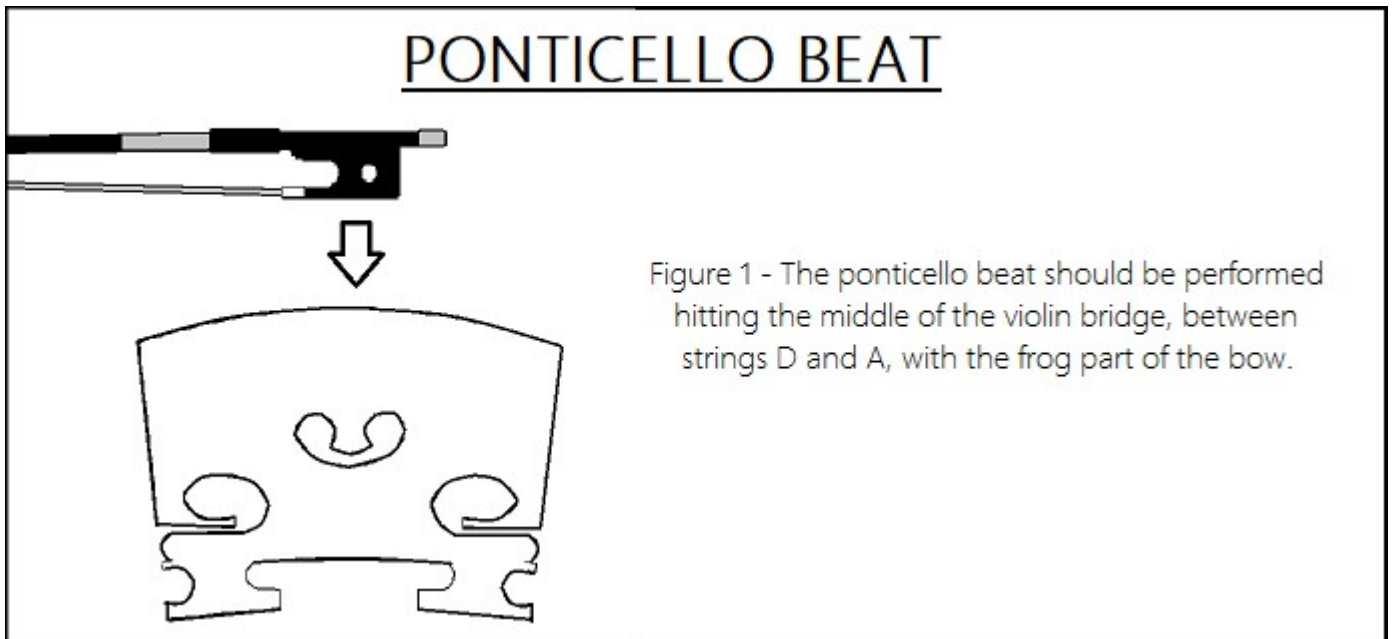 PONTICELLO BEAT
Figure 1 - The ponticello beat should be performed
hitting the middle of the violin bridge, between
strings D and A, with the frog part of the bow.